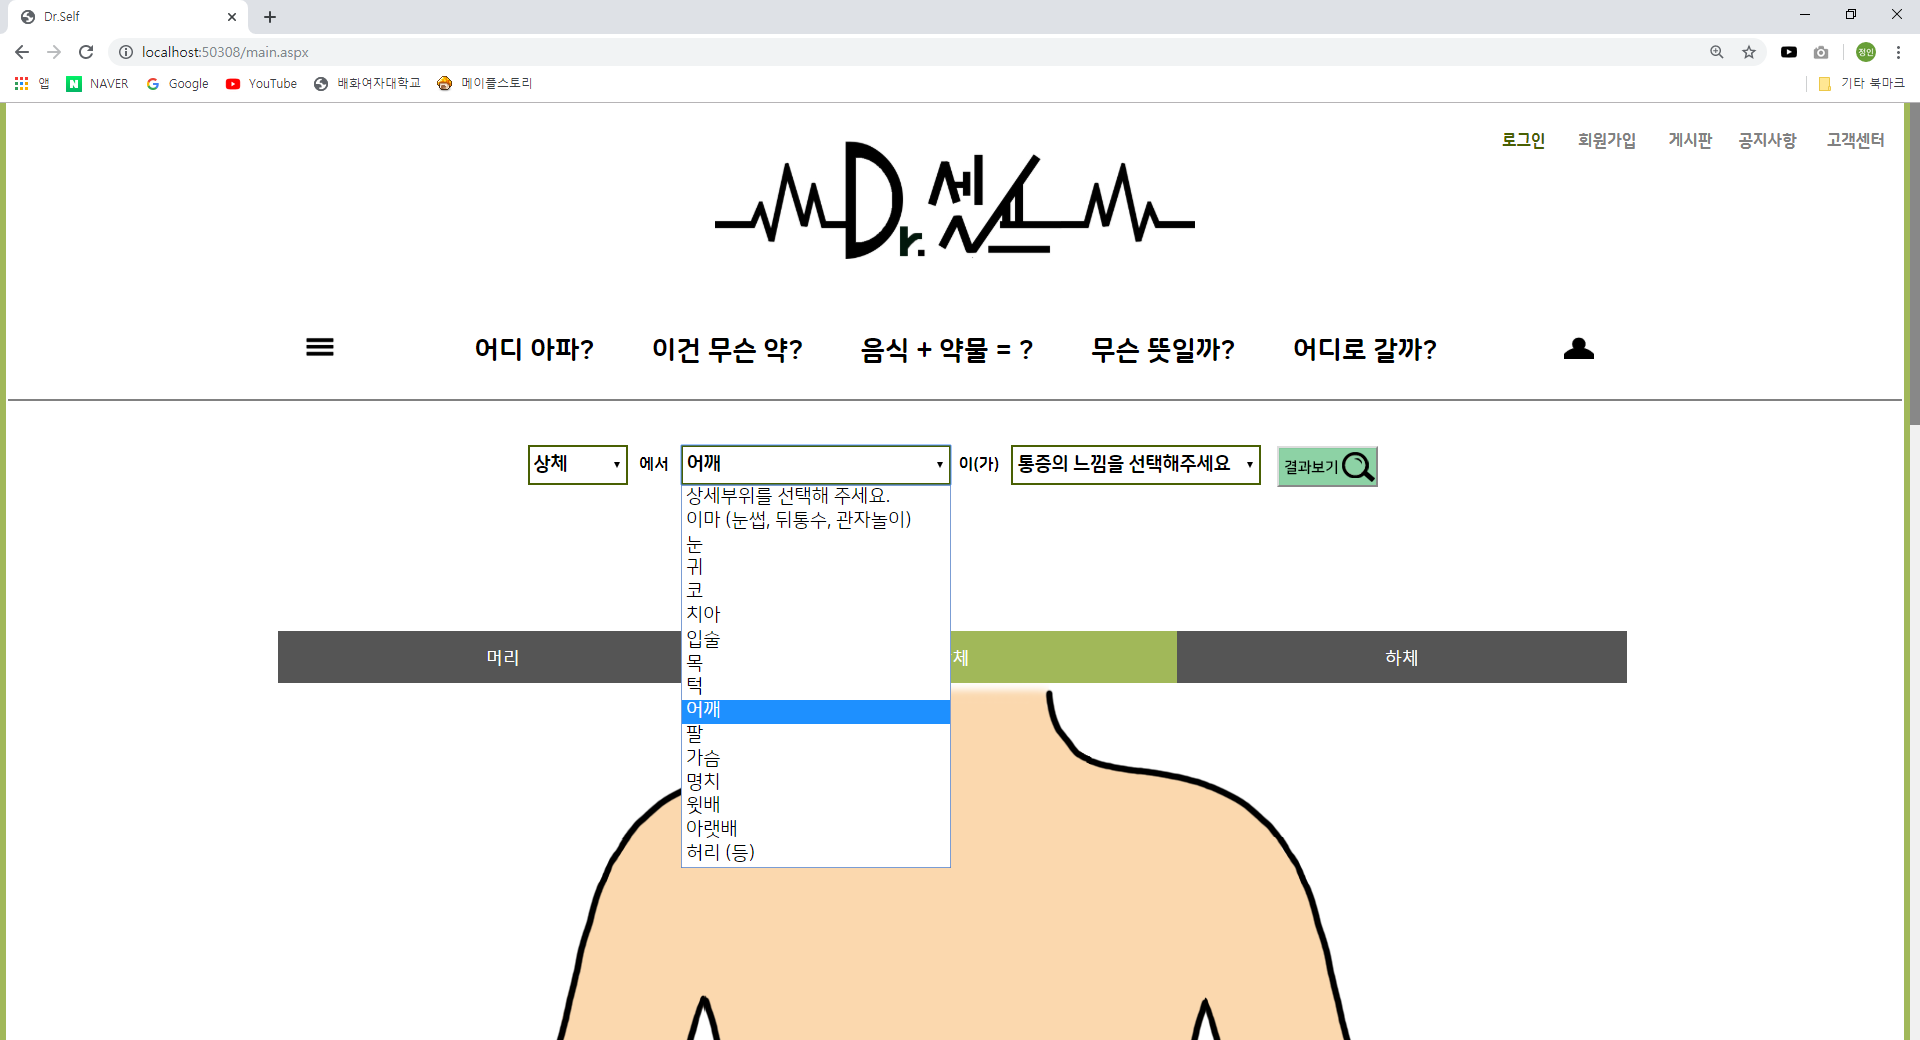 Dr.Self
localhost:50308/main.aspx
정인
앱 NAVER Google YouTube 배화여자대학교 메이플스토리 기타 북마크
로그인 회원가입 게시판 공지사항 고객센터
Dr. 셀프
어디 아파? 이건 무슨 약? 음식 + 약물 = ? 무슨 뜻일까? 어디로 갈까?
상체 에서 어깨 이(가) 통증의 느낌을 선택해주세요 결과보기
상세부위를 선택해 주세요.
이마 (눈썹, 뒤통수, 관자놀이)
눈
귀
코
치아
입술
목
턱
어깨
팔
가슴
명치
윗배
아랫배
허리 (등)
머리 체 하체